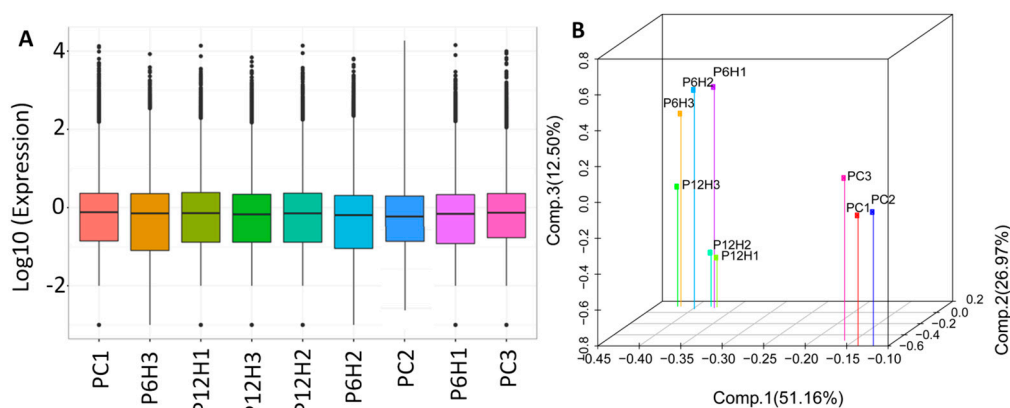 A
Log10 (Expression)
4
2
0
-2
PC1
P6H3
P12H1
P12H3
P12H2
P6H2
PC2
P6H1
PC3
B
Comp.3(12.50%)
0.8
0.6
0.4
0.2
0.0
−0.2
−0.4
−0.6
−0.8
P6H1
P6H2
P6H3
P12H3
PC3
PC2
PC1
P12H2
P12H1
−0.45
−0.35
−0.30
−0.25
−0.20
−0.15
−0.10
Comp.1(51.16%)
0.2
0.0
−0.2
−0.4
−0.6
Comp.2(26.97%)